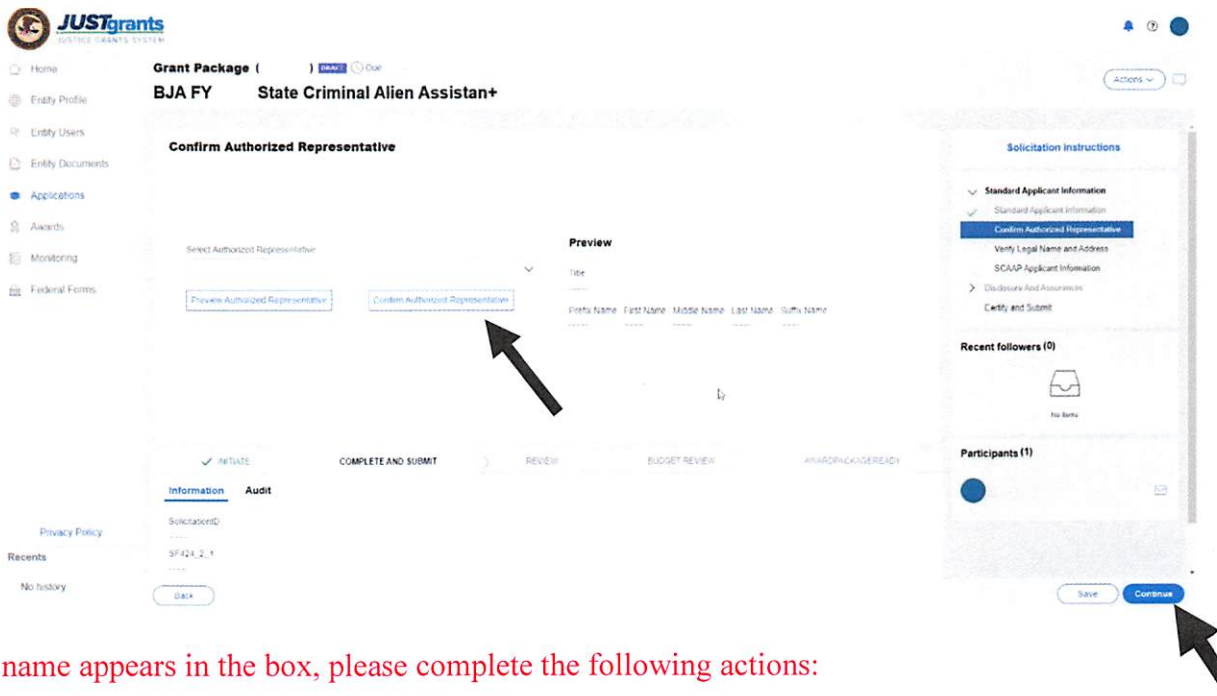 JUSTgrants
JUSTICE GRANTS SYSTEM
Home
Entity Profile
Entity Users
Entity Documents
Applications
Awards
Monitoring
Federal Forms
Privacy Policy
Recents
No history
Grant Package ( ) DRAFT Due
BJA FY State Criminal Alien Assistan+
Actions
Confirm Authorized Representative
Select Authorized Representative
Preview Authorized Representative Confirm Authorized Representative
Preview
Title
-----
Prefix Name First Name Middle Name Last Name Suffix Name
----- ----- ----- ----- -----
INITIATE COMPLETE AND SUBMIT REVIEW BUDGET REVIEW AWARDPACKAGEREADY
Information Audit
SolicitationID
-----
SF424_2_1
----
Back
Solicitation Instructions
Standard Applicant Information
Standard Applicant Information
Confirm Authorized Representative
Verify Legal Name and Address
SCAAP Applicant Information
Disclosure And Assurances
Certify and Submit
Recent followers (0)
No items
Participants (1)
Save Continue
name appears in the box, please complete the following actions: